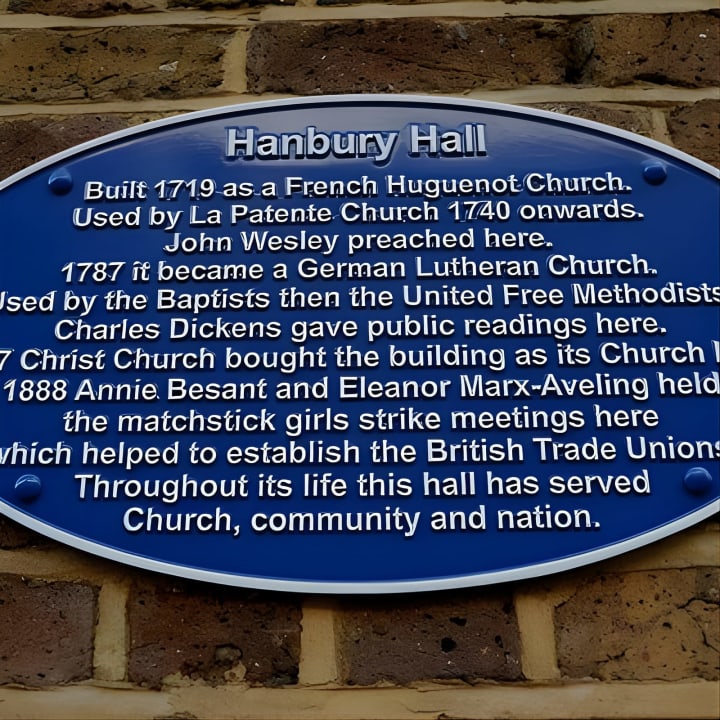 Hanbury Hall
Built 1719 as a French Huguenot Church.
Used by La Patente Church 1740 onwards.
John Wesley preached here.
1787 it became a German Lutheran Church.
Used by the Baptists then the United Free Methodists
Charles Dickens gave public readings here.
7 Christ Church bought the building as its Church
1888 Annie Besant and Eleanor Marx-Aveling held
the matchstick girls strike meetings here
which helped to establish the British Trade Unions
Throughout its life this hall has served
Church, community and nation.